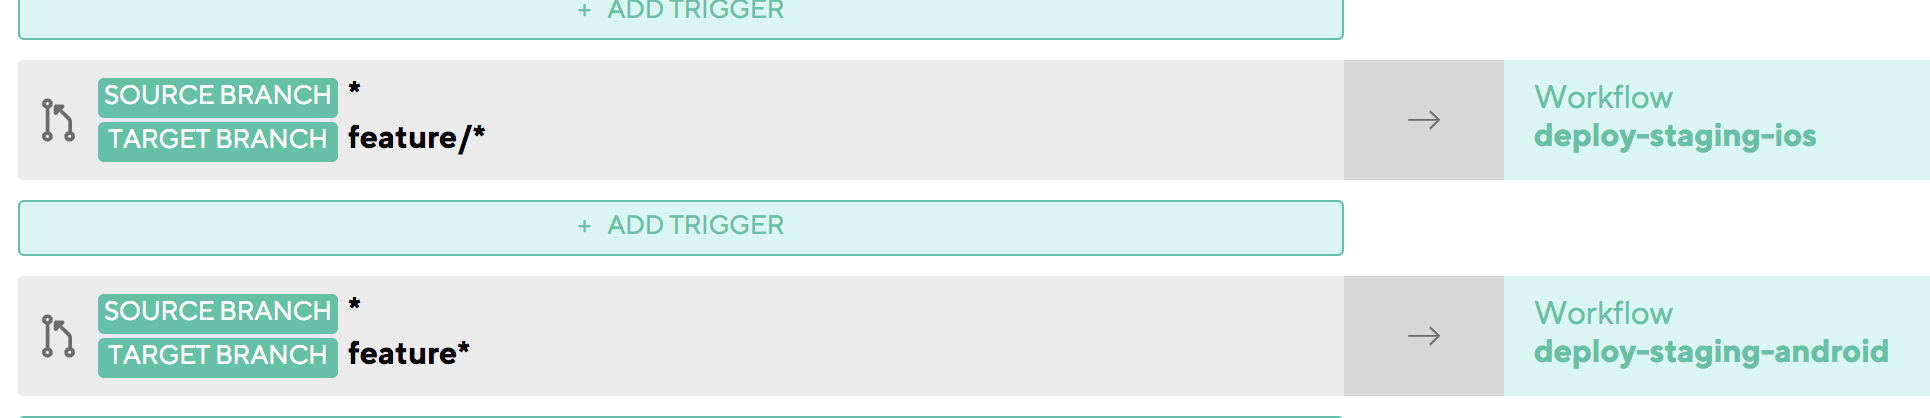 + ADD TRIGGER
SOURCE BRANCH *
TARGET BRANCH feature/*
→
Workflow
deploy-staging-ios
+ ADD TRIGGER
SOURCE BRANCH *
TARGET BRANCH feature*
→
Workflow
deploy-staging-android